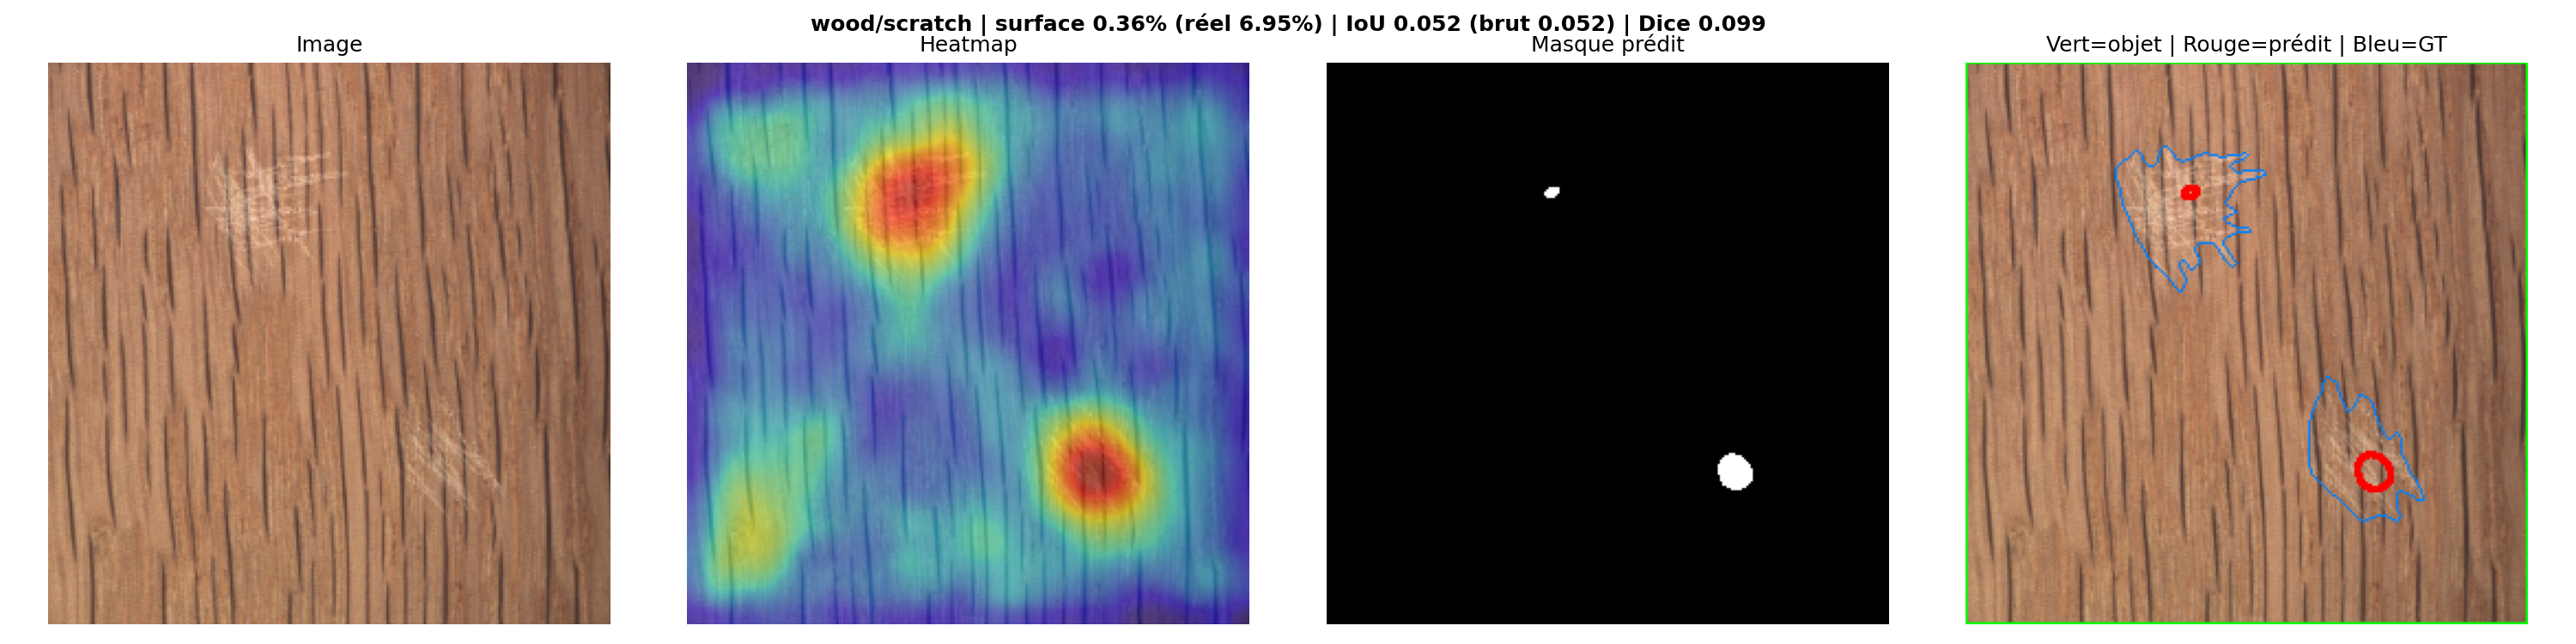 wood/scratch | surface 0.36% (réel 6.95%) | IoU 0.052 (brut 0.052) | Dice 0.099
Image
Heatmap
Masque prédit
Vert=objet | Rouge=prédit | Bleu=GT